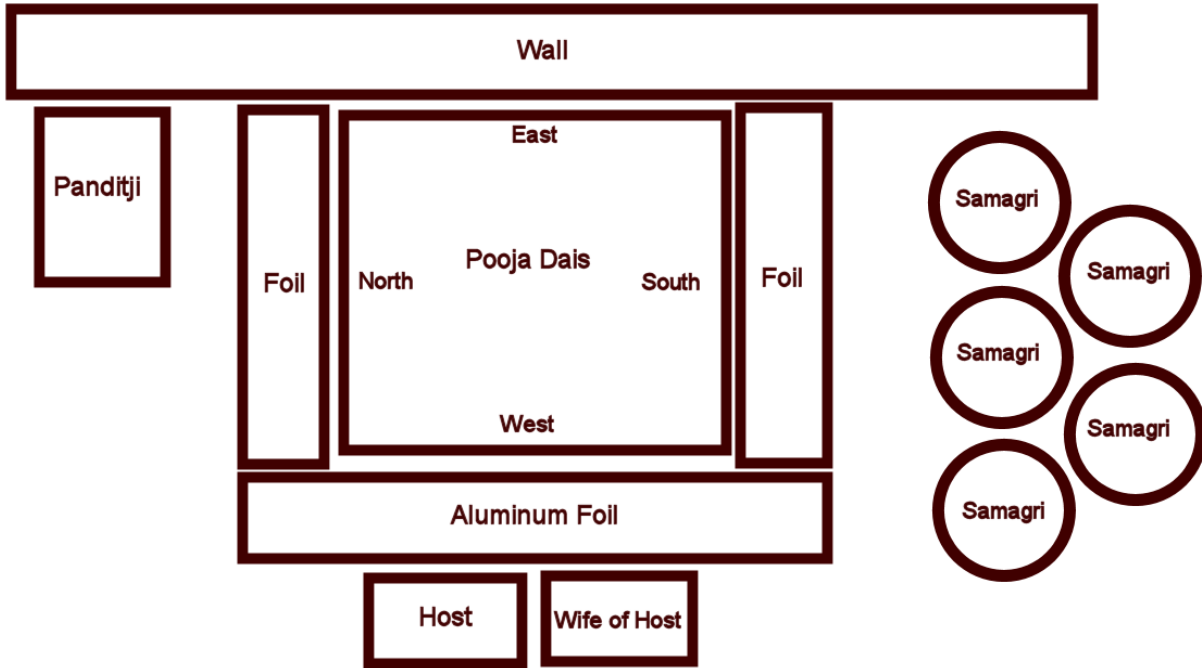 Wall
East
Panditji
Samagri
Pooja Dais
Samagri
Foil
North
South
Foil
Samagri
West
Samagri
Aluminum Foil
Samagri
Host
Wife of Host